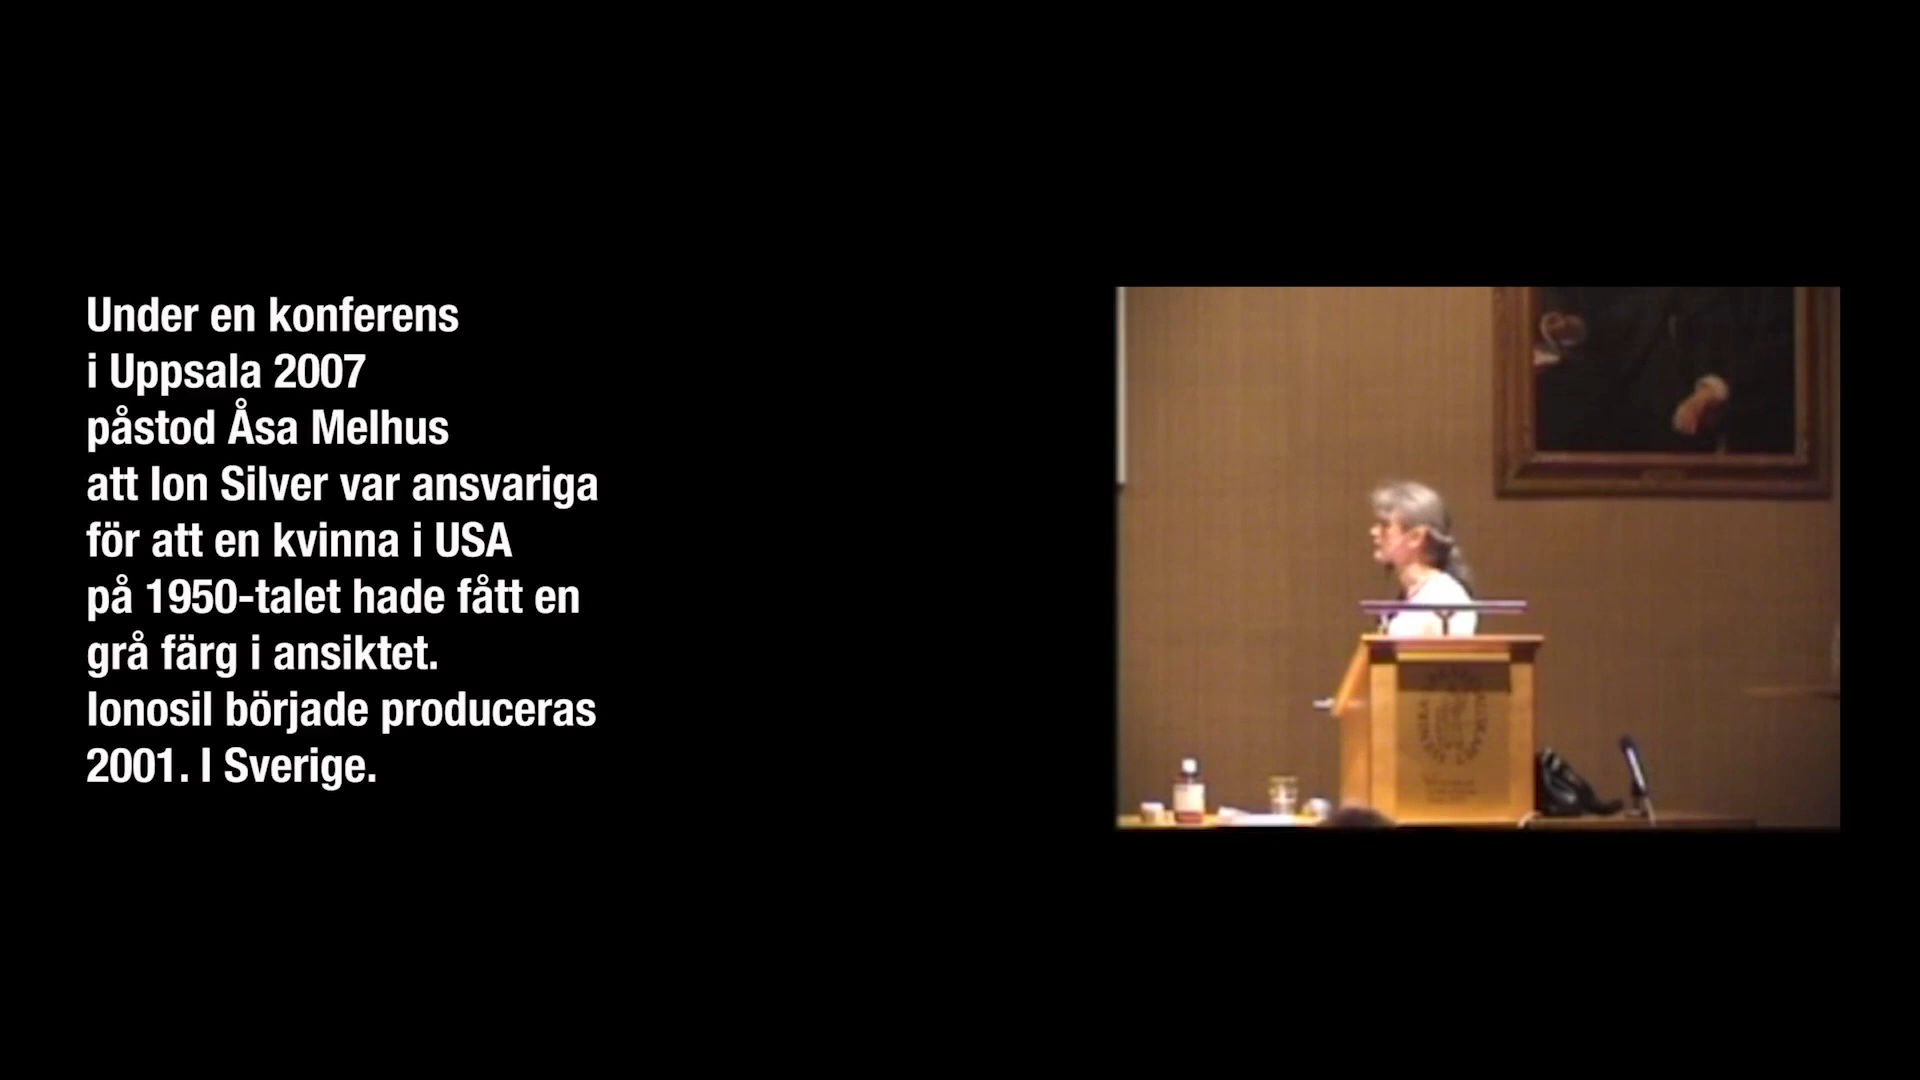 Under en konferens
i Uppsala 2007
påstod Åsa Melhus
att Ion Silver var ansvariga
för att en kvinna i USA
på 1950-talet hade fått en
grå färg i ansiktet.
Ionosil började produceras
2001. I Sverige.